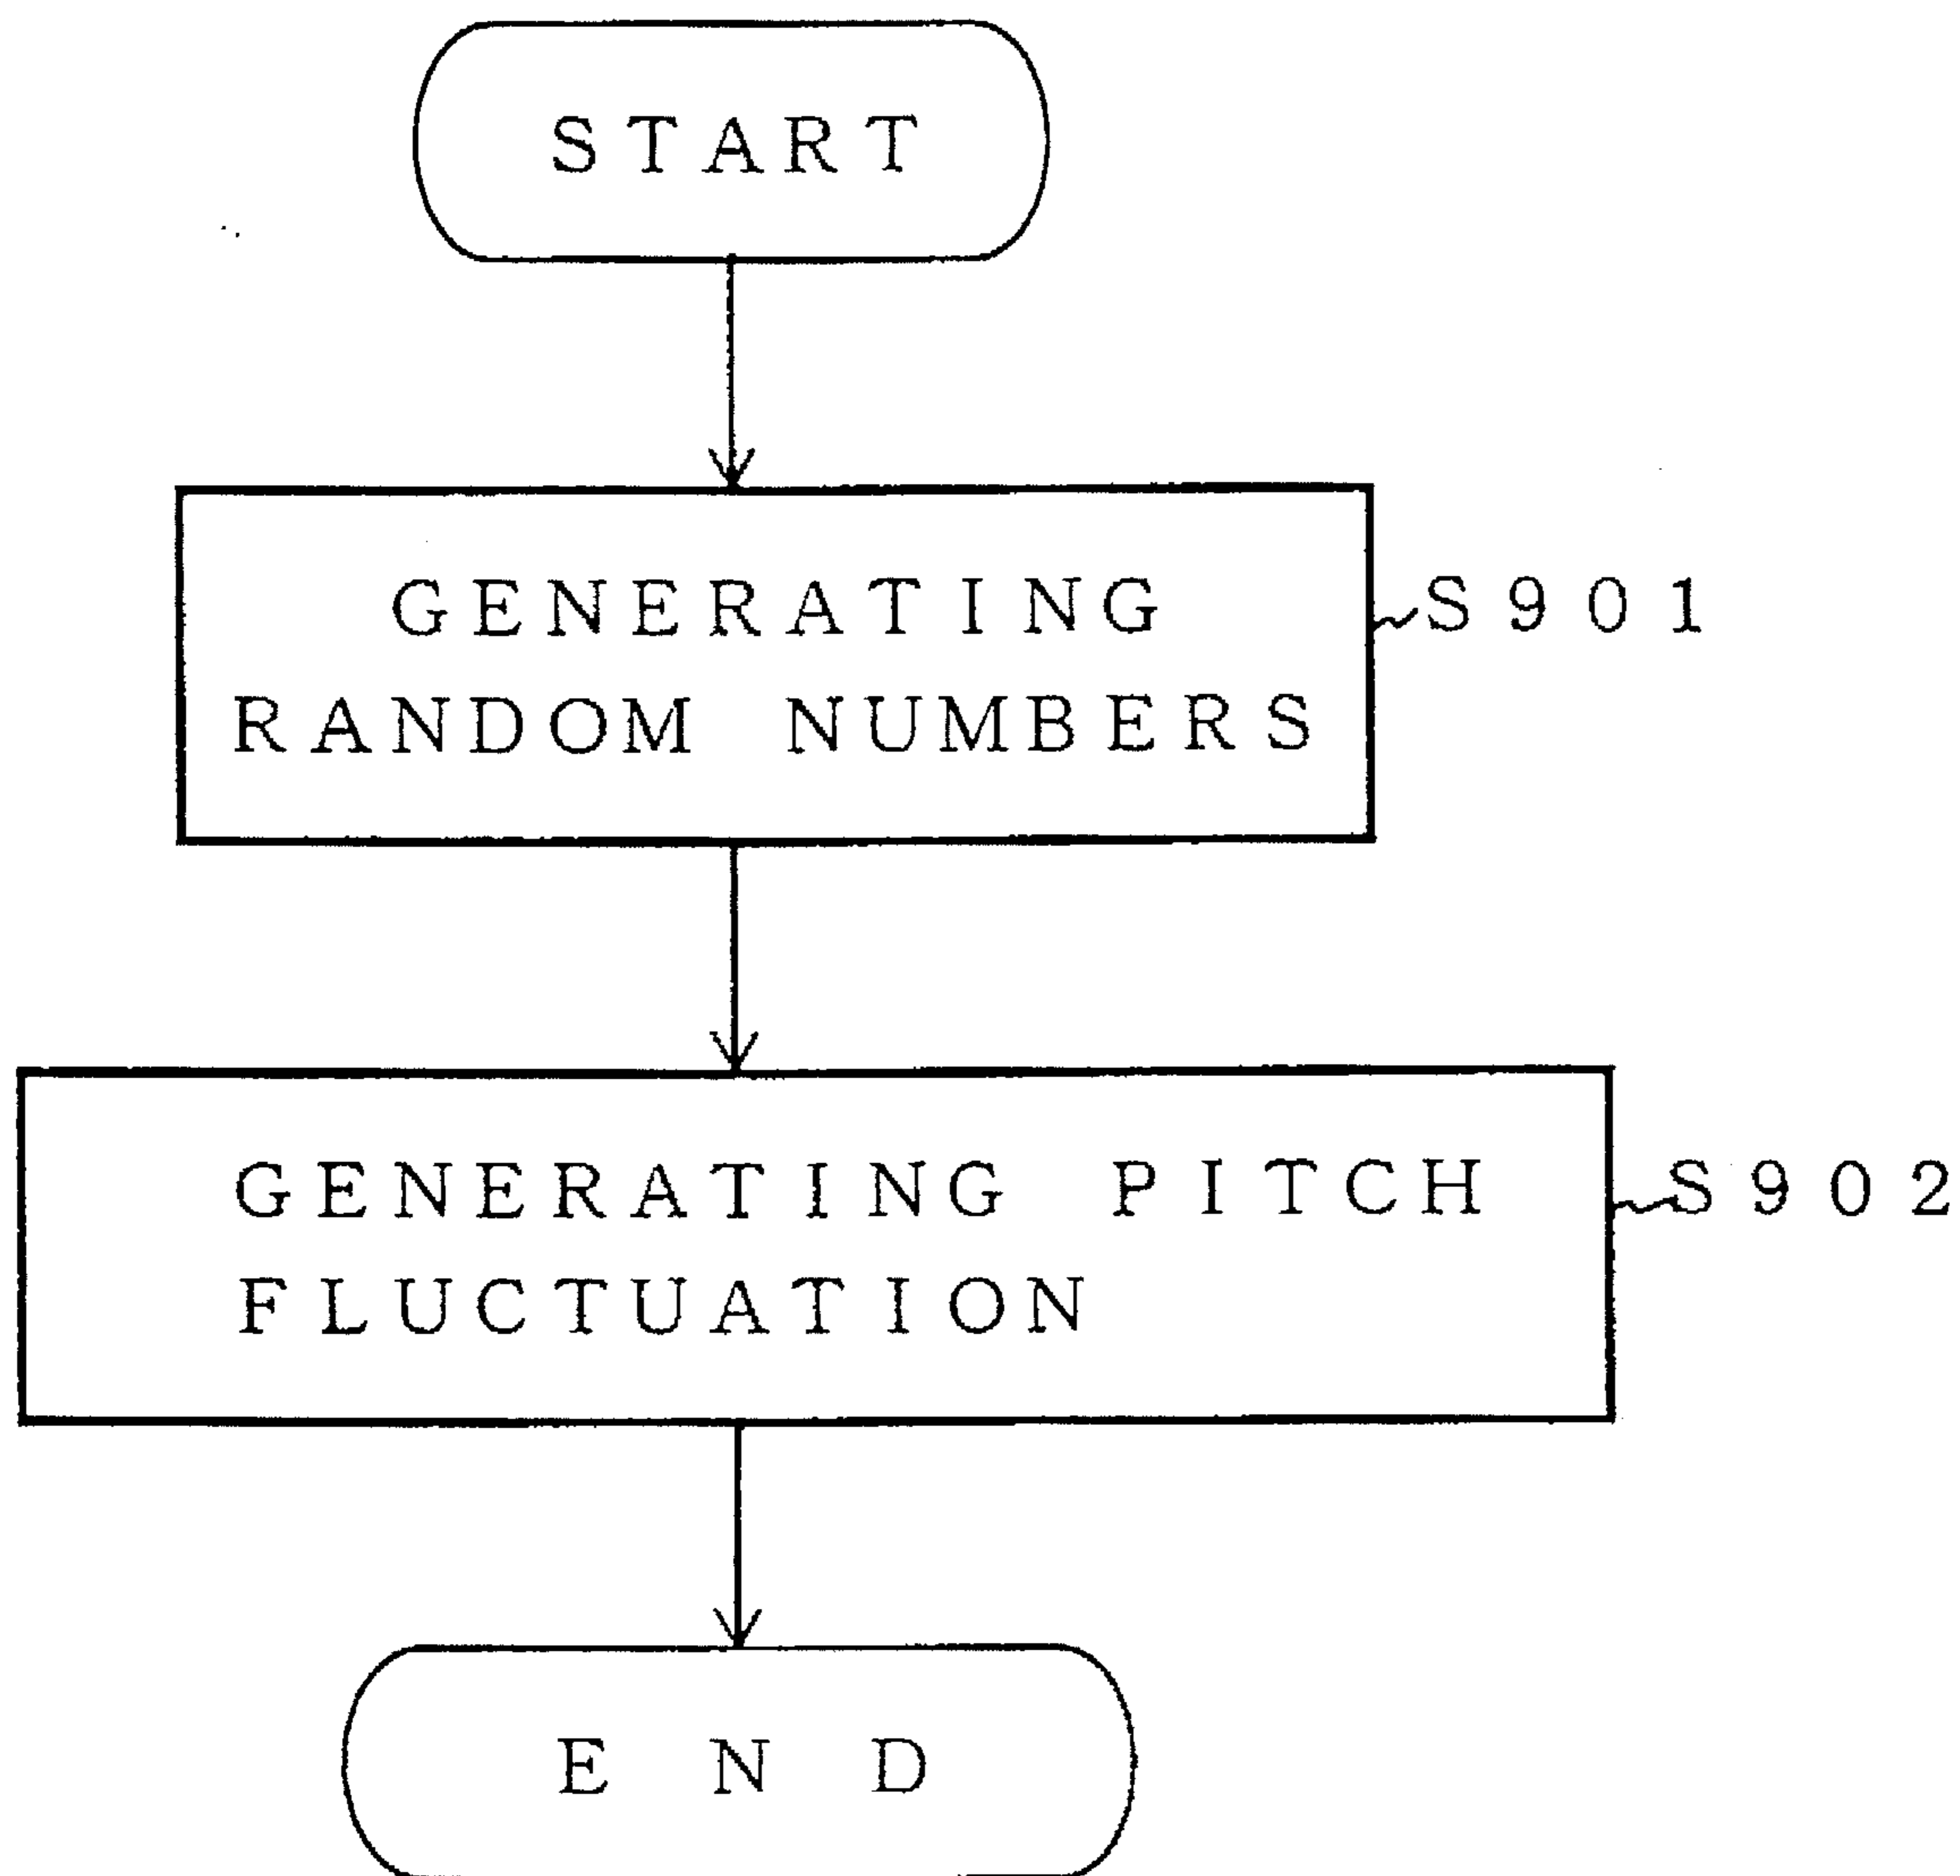 START
GENERATING
S901
RANDOM NUMBERS
GENERATING PITCH
S902
FLUCTUATION
END